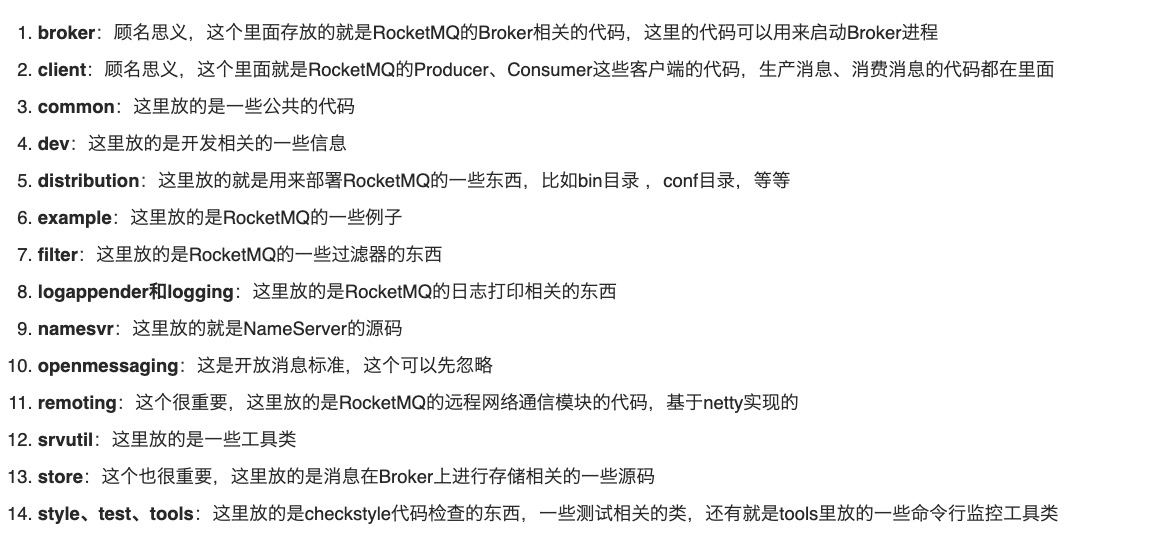 1. broker：顾名思义，这个里面存放的就是RocketMQ的Broker相关的代码，这里的代码可以用来启动Broker进程
2. client：顾名思义，这个里面就是RocketMQ的Producer、Consumer这些客户端的代码，生产消息、消费消息的代码都在里面
3. common：这里放的是一些公共的代码
4. dev：这里放的是开发相关的一些信息
5. distribution：这里放的就是用来部署RocketMQ的一些东西，比如bin目录 ，conf目录，等等
6. example：这里放的是RocketMQ的一些例子
7. filter：这里放的是RocketMQ的一些过滤器的东西
8. logappender和logging：这里放的是RocketMQ的日志打印相关的东西
9. namesvr：这里放的就是NameServer的源码
10. openmessaging：这是开放消息标准，这个可以先忽略
11. remoting：这个很重要，这里放的是RocketMQ的远程网络通信模块的代码，基于netty实现的
12. srvutil：这里放的是一些工具类
13. store：这个也很重要，这里放的是消息在Broker上进行存储相关的一些源码
14. style、test、tools：这里放的是checkstyle代码检查的东西，一些测试相关的类，还有就是tools里放的一些命令行监控工具类